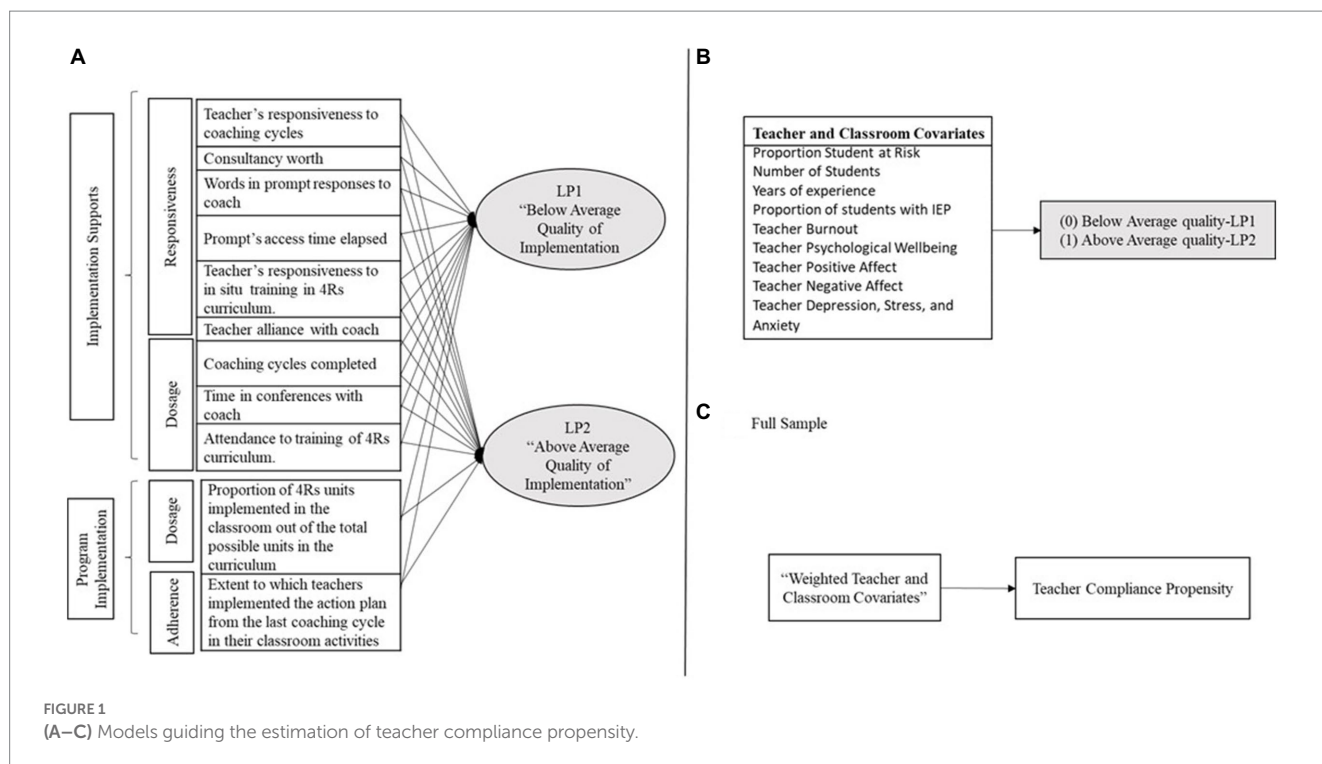 A
Implementation Supports
Responsiveness
Teacher's responsiveness to
coaching cycles
Consultancy worth
Words in prompt responses to
coach
Prompt's access time elapsed
Teacher's responsiveness to
in situ training in 4Rs
curriculum.
Teacher alliance with coach
Dosage
Coaching cycles completed
Time in conferences with
coach
Attendance to training of 4Rs
curriculum.
Program
Implementation
Dosage
Proportion of 4Rs units
implemented in the
classroom out of the total
possible units in the
curriculum
Adherence
Extent to which teachers
implemented the action plan
from the last coaching cycle
in their classroom activities
LP1
"Below Average
Quality of
Implementation
LP2
"Above Average
Quality of
Implementation"
B
Teacher and Classroom Covariates
Proportion Student at Risk
Number of Students
Years of experience
Proportion of students with IEP
Teacher Burnout
Teacher Psychological Wellbeing
Teacher Positive Affect
Teacher Negative Affect
Teacher Depression, Stress, and
Anxiety
(0) Below Average quality-LP1
(1) Above Average quality-LP2
C
Full Sample
"Weighted Teacher and
Classroom Covariates"
Teacher Compliance Propensity
FIGURE 1
(A–C) Models guiding the estimation of teacher compliance propensity.